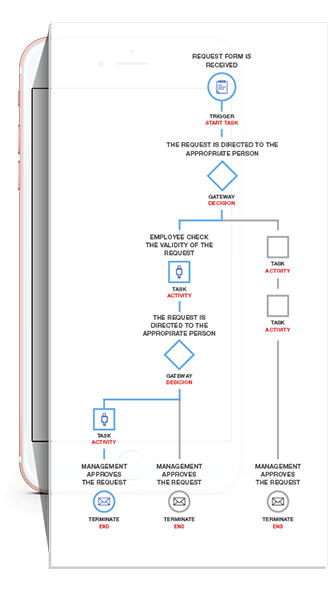 REQUEST FORM IS
RECEIVED
TRIGGER
START TASK
THE REQUEST IS DIRECTED TO THE
APPROPRIATE PERSON
GATEWAY
DECISION
EMPLOYEE CHECK
THE VALIDITY OF THE
REQUEST
TASK
ACTIVITY
TASK
ACTIVITY
TASK
ACTIVITY
THE REQUEST IS
DIRECTED TO THE
APPROPIRATE PERSON
GATEWAY
DESICION
TASK
ACTIVITY
MANAGEMENT
APPROVES
THE REQUEST
TERMINATE
END
MANAGEMENT
APPROVES
THE REQUEST
TERMINATE
END
MANAGEMENT
APPROVES
THE REQUEST
TERMINATE
END